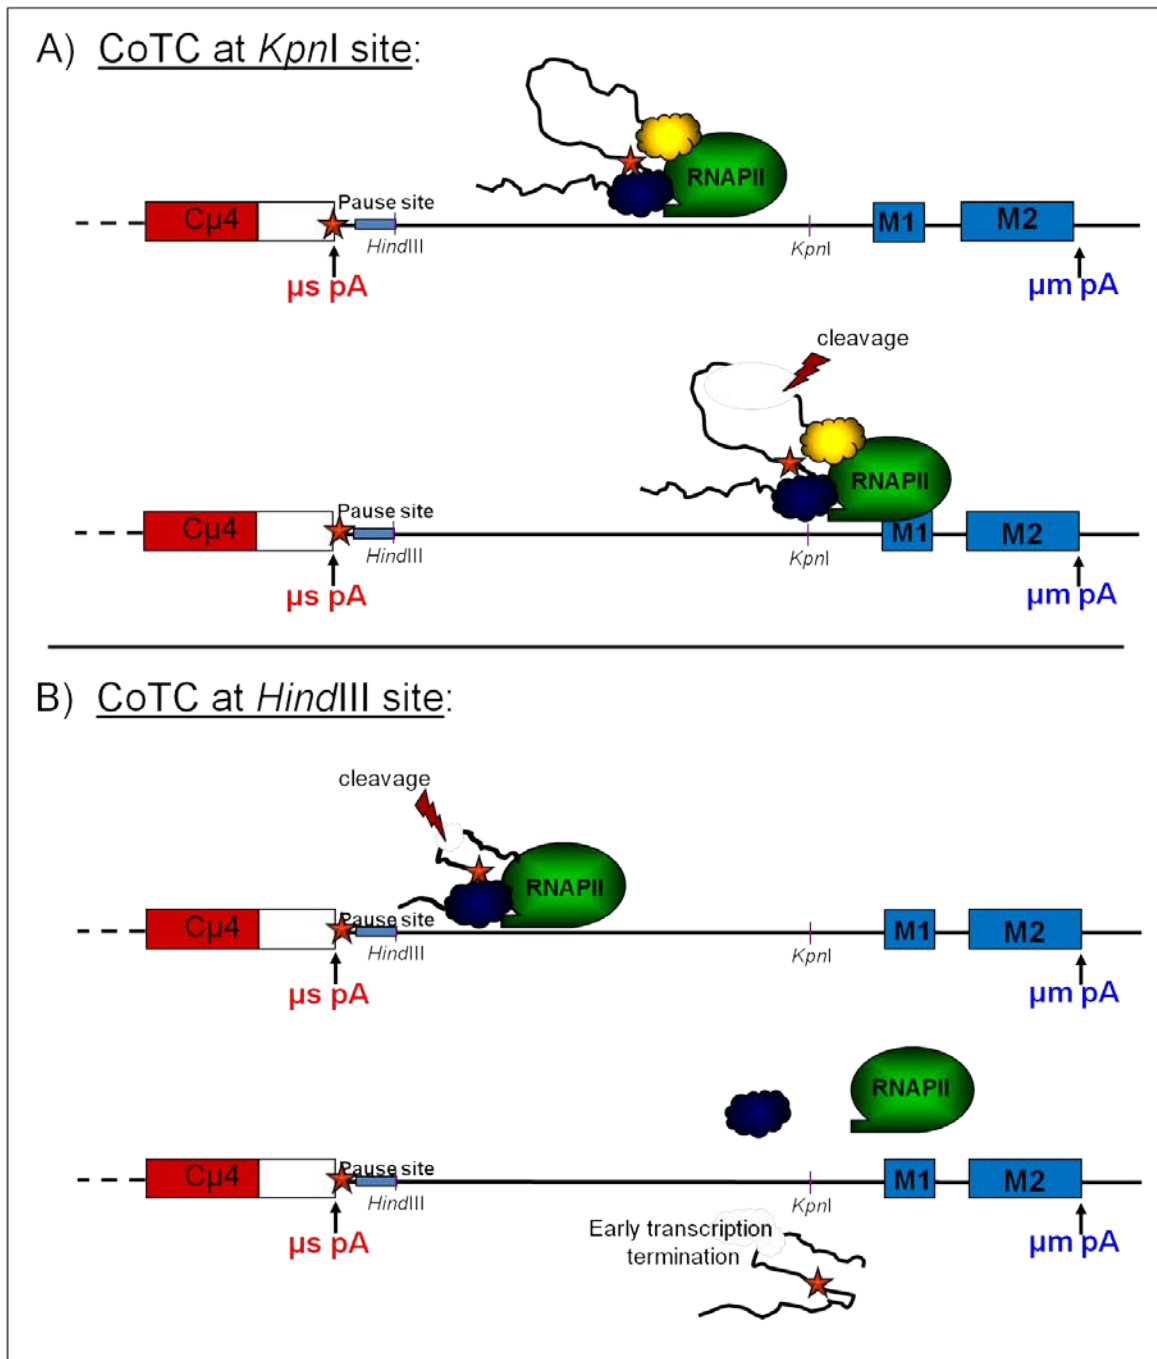 A) CoTC at KpnI site:
RNAPII
Cµ4
Pause site
M1
M2
HindIII
KpnI
µs pA
µm pA
cleavage
RNAPII
Cµ4
Pause site
M1
M2
HindIII
KpnI
µs pA
µm pA
B) CoTC at HindIII site:
cleavage
RNAPII
Cµ4
Pause site
M1
M2
HindIII
KpnI
µs pA
µm pA
RNAPII
Cµ4
Pause site
M1
M2
HindIII
KpnI
µs pA
µm pA
Early transcription
termination